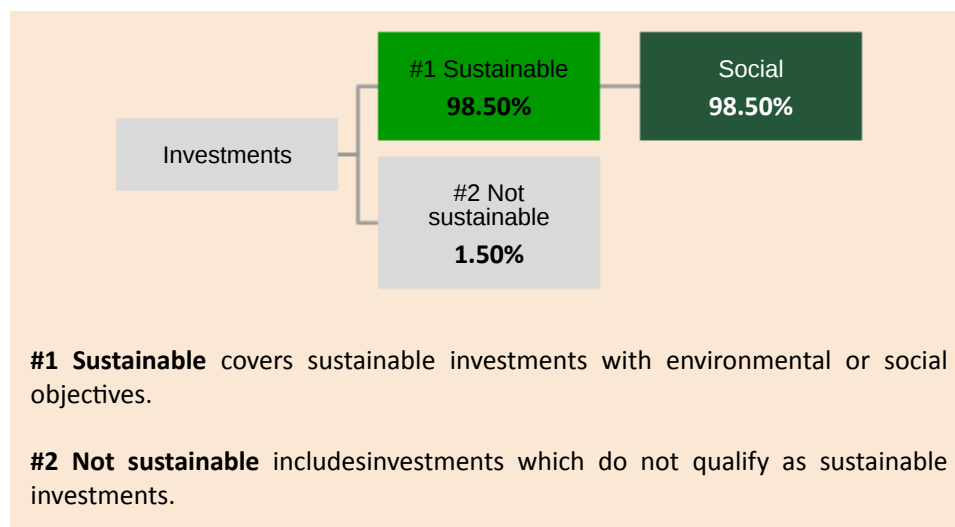 #1 Sustainable
98.50%
Social
98.50%
Investments
#2 Not
sustainable
1.50%
#1 Sustainable covers sustainable investments with environmental or social
objectives.
#2 Not sustainable includesinvestments which do not qualify as sustainable
investments.